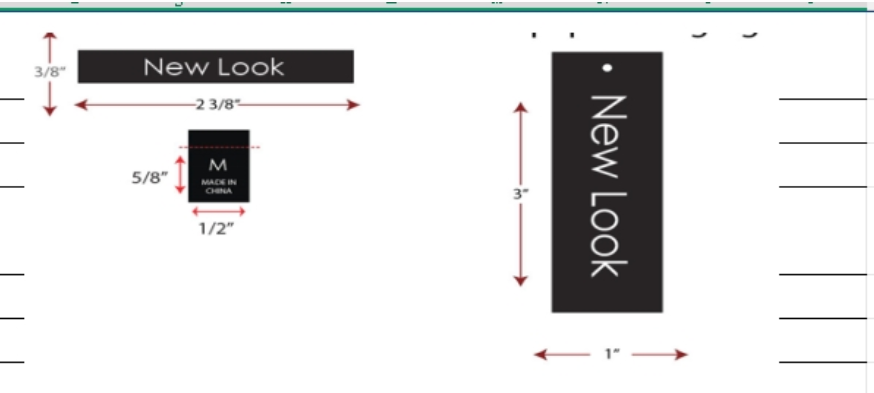 New Look
3/8"
2 3/8"
M
MADE IN
CHINA
5/8"
1/2"
New Look
3"
1"